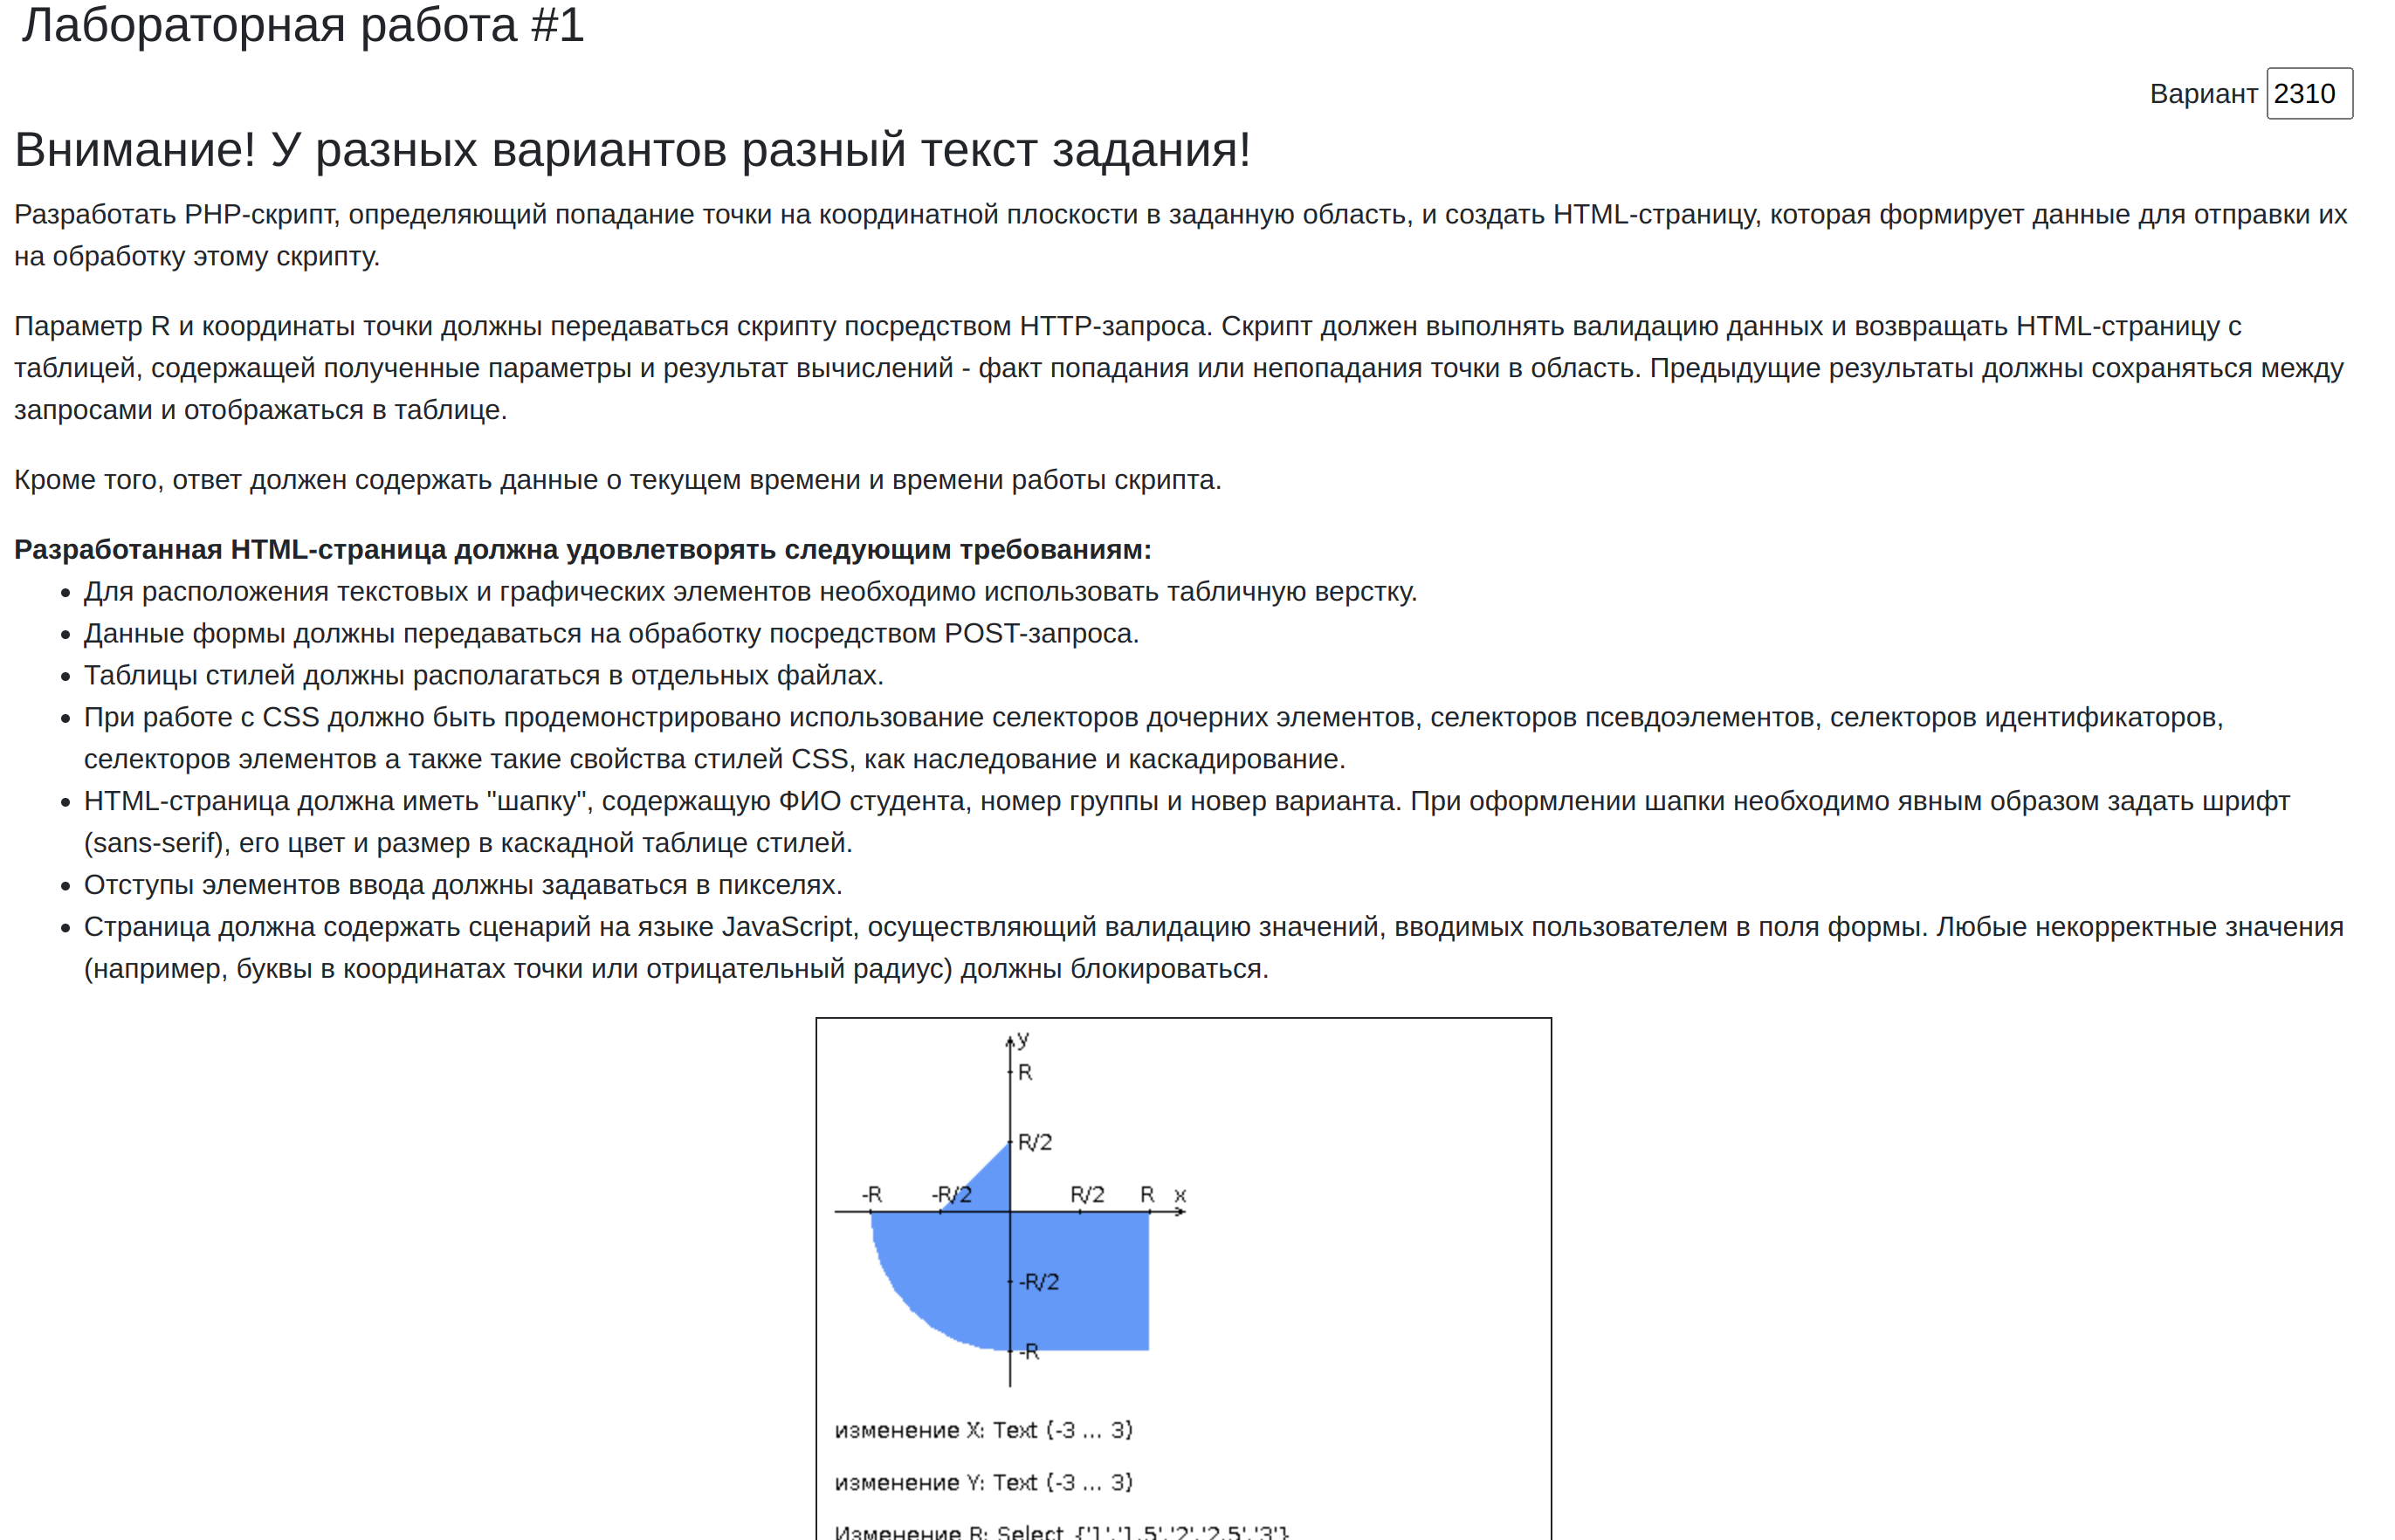 Лабораторная работа #1
Вариант 2310
Внимание! У разных вариантов разный текст задания!
Разработать PHP-скрипт, определяющий попадание точки на координатной плоскости в заданную область, и создать HTML-страницу, которая формирует данные для отправки их
на обработку этому скрипту.
Параметр R и координаты точки должны передаваться скрипту посредством HTTP-запроса. Скрипт должен выполнять валидацию данных и возвращать HTML-страницу с
таблицей, содержащей полученные параметры и результат вычислений - факт попадания или непопадания точки в область. Предыдущие результаты должны сохраняться между
запросами и отображаться в таблице.
Кроме того, ответ должен содержать данные о текущем времени и времени работы скрипта.
Разработанная HTML-страница должна удовлетворять следующим требованиям:
• Для расположения текстовых и графических элементов необходимо использовать табличную верстку.
• Данные формы должны передаваться на обработку посредством POST-запроса.
• Таблицы стилей должны располагаться в отдельных файлах.
• При работе с CSS должно быть продемонстрировано использование селекторов дочерних элементов, селекторов псевдоэлементов, селекторов идентификаторов,
селекторов элементов а также такие свойства стилей CSS, как наследование и каскадирование.
• HTML-страница должна иметь "шапку", содержащую ФИО студента, номер группы и новер варианта. При оформлении шапки необходимо явным образом задать шрифт
(sans-serif), его цвет и размер в каскадной таблице стилей.
• Отступы элементов ввода должны задаваться в пикселях.
• Страница должна содержать сценарий на языке JavaScript, осуществляющий валидацию значений, вводимых пользователем в поля формы. Любые некорректные значения
(например, буквы в координатах точки или отрицательный радиус) должны блокироваться.
y
R
R/2
-R -R/2 R/2 R x
-R/2
-R
изменение X: Text (-3 ... 3)
изменение Y: Text (-3 ... 3)
Изменение R: Select {'1','1.5','2','2.5','3'}